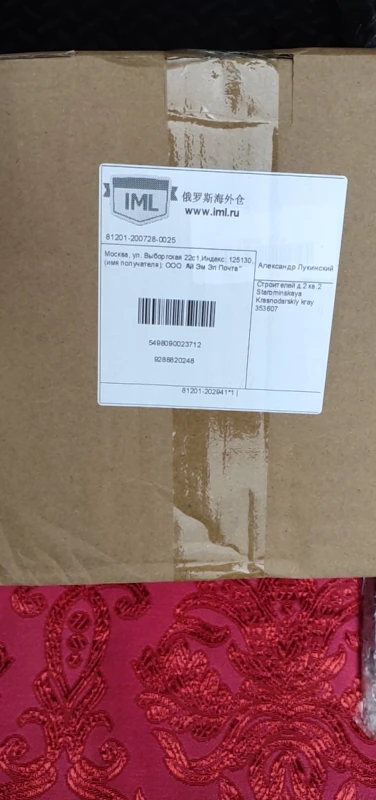 IML
俄罗斯海外仓
www.iml.ru
81201-200728-0025
Москва, ул. Выборгская 22с1,Индекс: 125130,
(имя получателя): ООО "Ай Эм Эл Почта"
Александр Лукинский
Строителей д.2 кв.2
Starominskaya
Krasnodarskiy kray
353607
5498090023712
9286820248
81201-202941*1 |